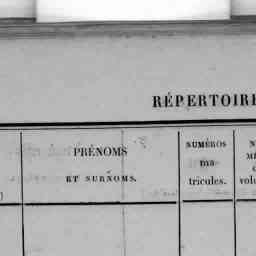 RÉPERTOIRE
PRÉNOMS
ET SURNOMS.
NUMÉROS
ma
tricules.